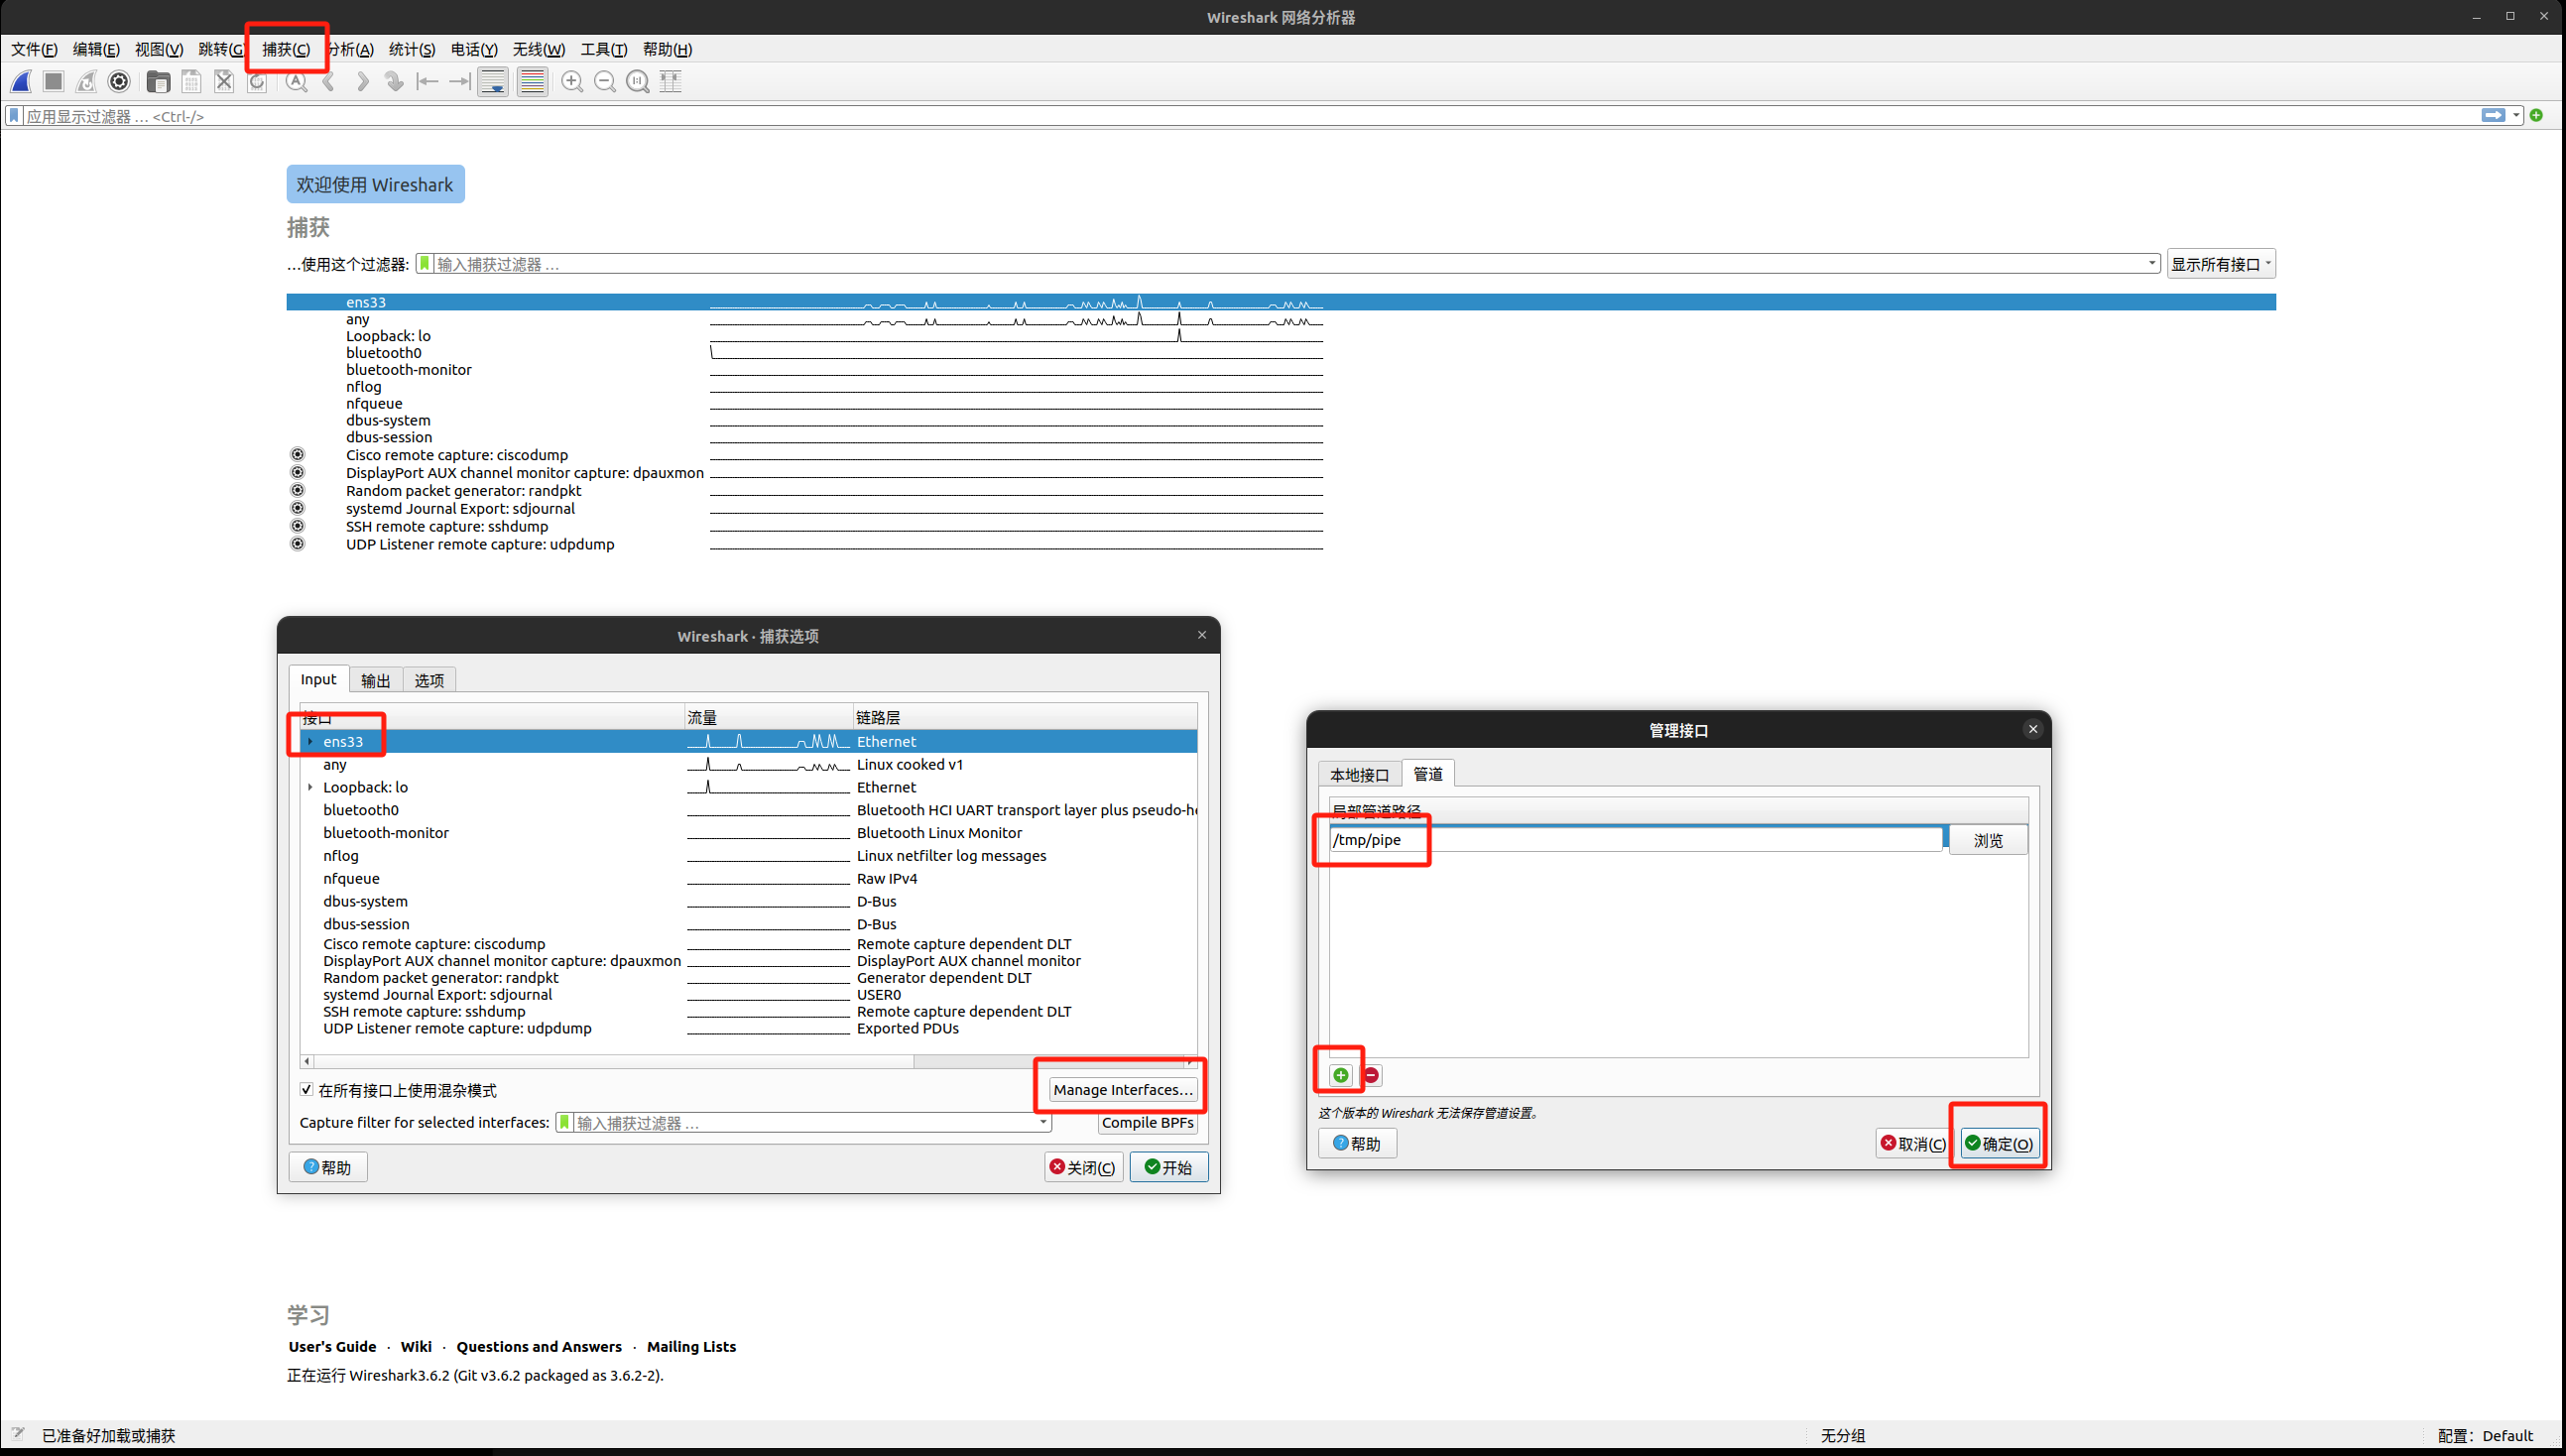 Wireshark 网络分析器
文件(F) 编辑(E) 视图(V) 跳转(G 捕获(C) 分析(A) 统计(S) 电话(Y) 无线(W) 工具(T) 帮助(H)
应用显示过滤器 … <Ctrl-/>
欢迎使用 Wireshark
捕获
…使用这个过滤器: 输入捕获过滤器 … 显示所有接口
ens33
any
Loopback: lo
bluetooth0
bluetooth-monitor
nflog
nfqueue
dbus-system
dbus-session
Cisco remote capture: ciscodump
DisplayPort AUX channel monitor capture: dpauxmon
Random packet generator: randpkt
systemd Journal Export: sdjournal
SSH remote capture: sshdump
UDP Listener remote capture: udpdump
Wireshark · 捕获选项
Input 输出 选项
接口 流量 链路层
ens33 Ethernet
any Linux cooked v1
Loopback: lo Ethernet
bluetooth0 Bluetooth HCI UART transport layer plus pseudo-he
bluetooth-monitor Bluetooth Linux Monitor
nflog Linux netfilter log messages
nfqueue Raw IPv4
dbus-system D-Bus
dbus-session D-Bus
Cisco remote capture: ciscodump Remote capture dependent DLT
DisplayPort AUX channel monitor capture: dpauxmon DisplayPort AUX channel monitor
Random packet generator: randpkt Generator dependent DLT
systemd Journal Export: sdjournal USER0
SSH remote capture: sshdump Remote capture dependent DLT
UDP Listener remote capture: udpdump Exported PDUs
在所有接口上使用混杂模式 Manage Interfaces…
Capture filter for selected interfaces: 输入捕获过滤器 … Compile BPFs
帮助 关闭(C) 开始
管理接口
本地接口 管道
局部管道路径
/tmp/pipe 浏览
这个版本的 Wireshark 无法保存管道设置。
帮助 取消(C) 确定(O)
学习
User's Guide · Wiki · Questions and Answers · Mailing Lists
正在运行 Wireshark3.6.2 (Git v3.6.2 packaged as 3.6.2-2).
已准备好加载或捕获 无分组 配置：Default